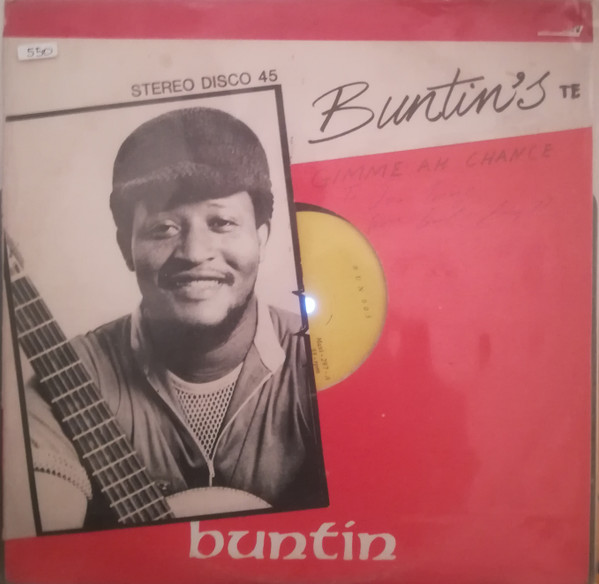 550
STEREO DISCO 45
Buntin's TE
GIMME AH CHANCE
buntin